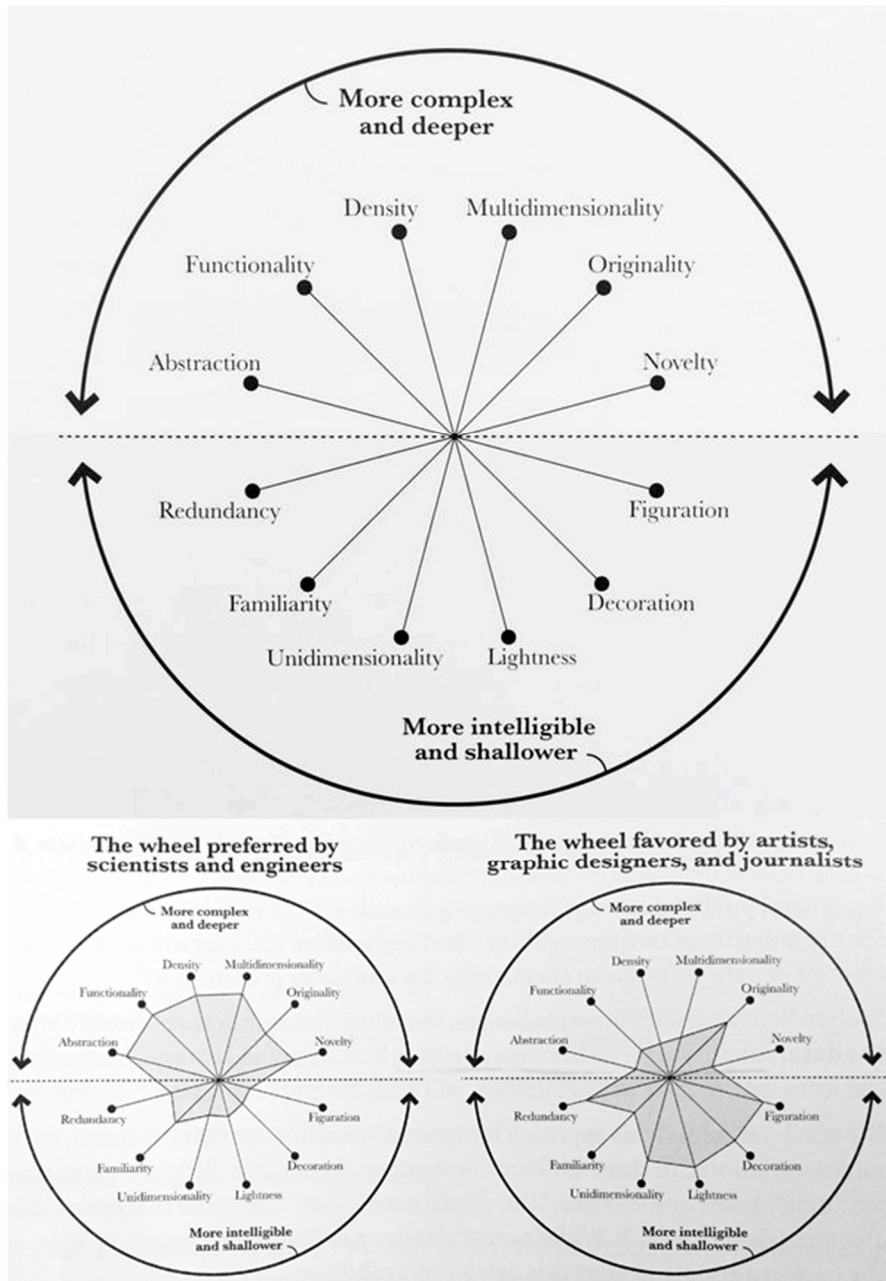 More complex
and deeper
Density
Multidimensionality
Functionality
Originality
Abstraction
Novelty
Redundancy
Figuration
Familiarity
Decoration
Unidimensionality
Lightness
More intelligible
and shallower
The wheel preferred by
scientists and engineers
More complex
and deeper
Density
Multidimensionality
Functionality
Originality
Abstraction
Novelty
Redundancy
Figuration
Familiarity
Decoration
Unidimensionality
Lightness
More intelligible
and shallower
The wheel favored by artists,
graphic designers, and journalists
More complex
and deeper
Density
Multidimensionality
Functionality
Originality
Abstraction
Novelty
Redundancy
Figuration
Familiarity
Decoration
Unidimensionality
Lightness
More intelligible
and shallower